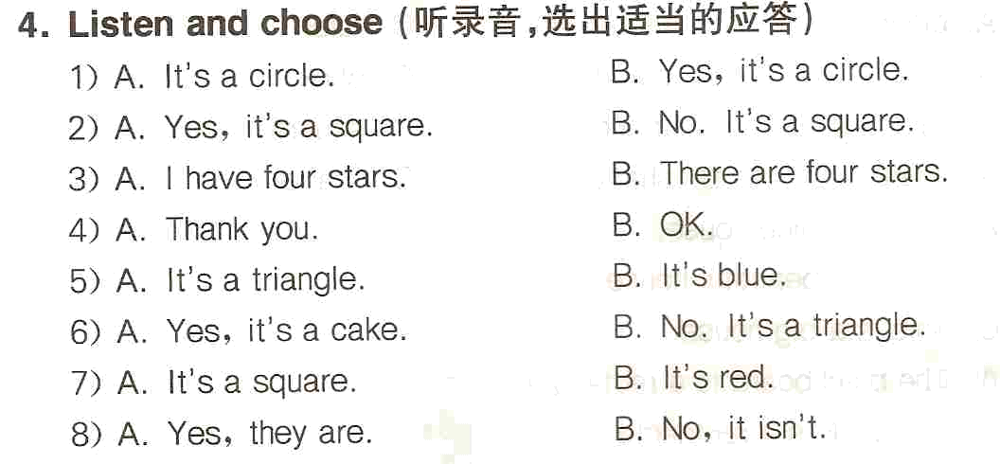 4. Listen and choose (听录音,选出适当的应答)
1) A. It's a circle. B. Yes, it's a circle.
2) A. Yes, it's a square. B. No. It's a square.
3) A. I have four stars. B. There are four stars.
4) A. Thank you. B. OK.
5) A. It's a triangle. B. It's blue.
6) A. Yes, it's a cake. B. No. It's a triangle.
7) A. It's a square. B. It's red.
8) A. Yes, they are. B. No, it isn't.